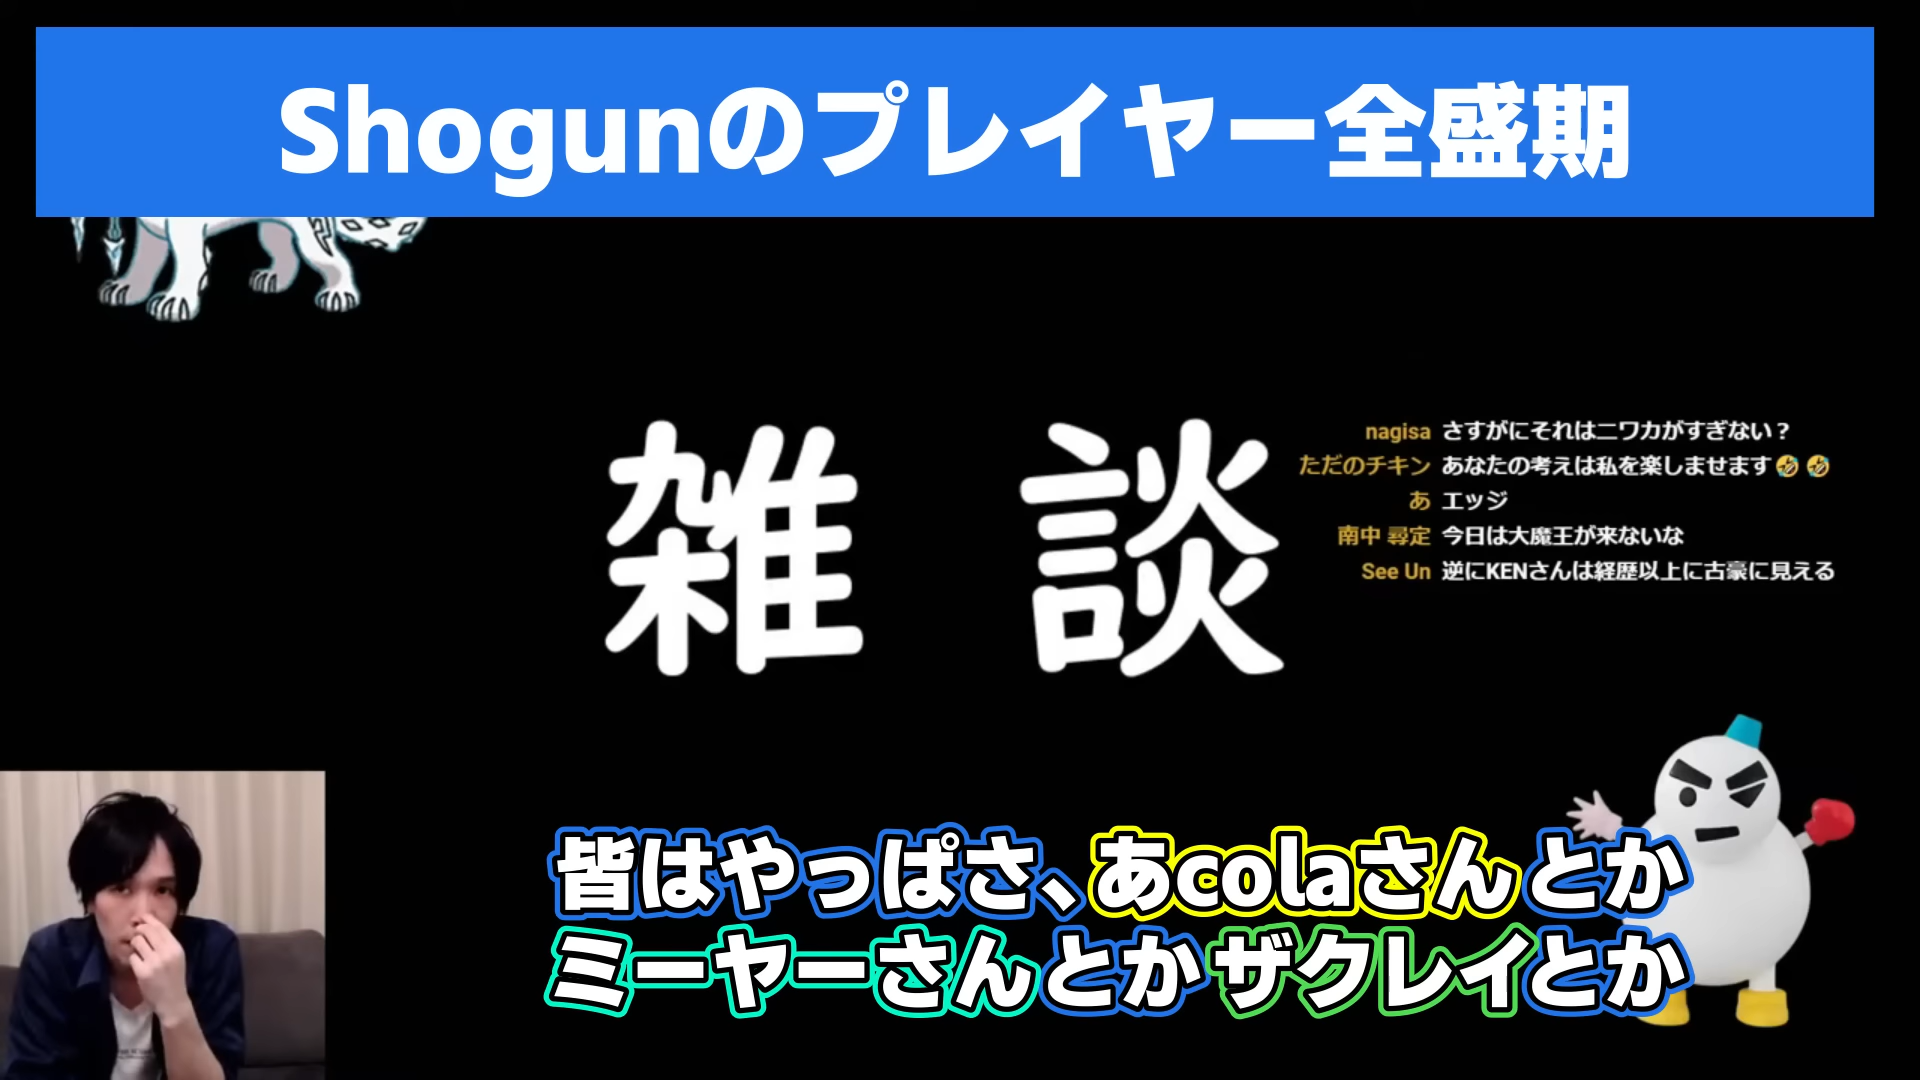 Shogunのプレイヤー全盛期
雑 談
nagisa さすがにそれはニワカがすぎない？
ただのチキン あなたの考えは私を楽しませます🤣🤣
あ エッジ
南中 尋定 今日は大魔王が来ないな
See Un 逆にKENさんは経歴以上に古豪に見える
皆はやっぱさ、あcolaさんとか
ミーヤーさんとかザクレイとか